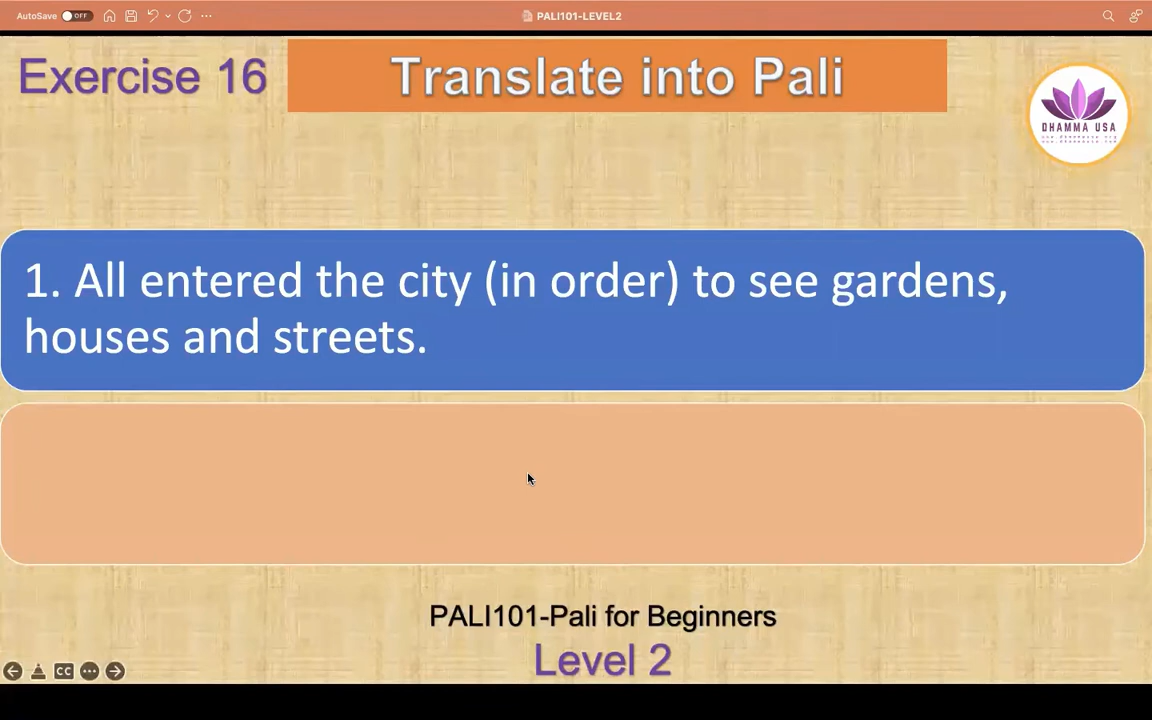 AutoSave OFF PALI101-LEVEL2
Exercise 16
Translate into Pali
DHAMMA USA
1. All entered the city (in order) to see gardens,
houses and streets.
PALI101-Pali for Beginners
Level 2
CC